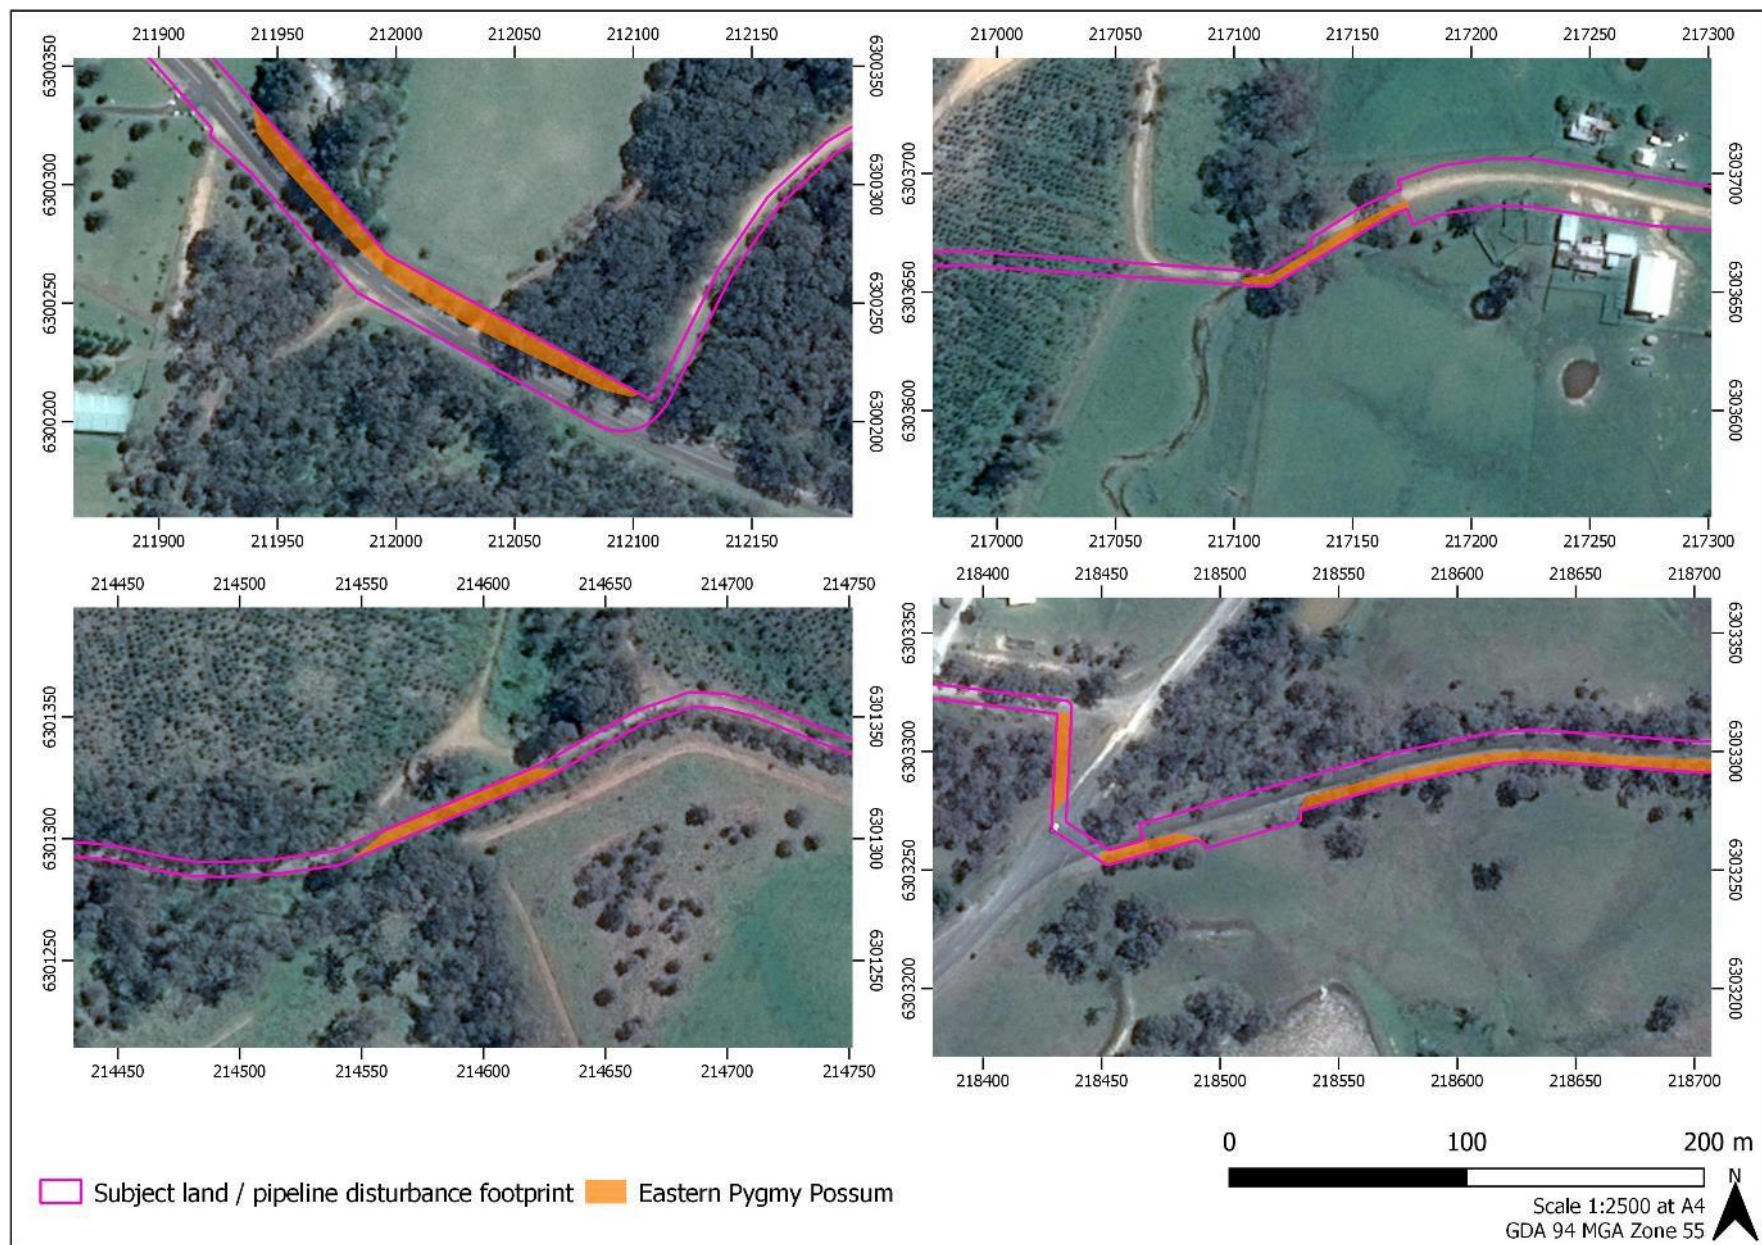 211900 211950 212000 212050 212100 212150
6300350
6300300
6300250
6300200
6300350
6300300
6300250
6300200
211900 211950 212000 212050 212100 212150
217000 217050 217100 217150 217200 217250 217300
6303700
6303650
6303600
6303700
6303650
6303600
217000 217050 217100 217150 217200 217250 217300
214450 214500 214550 214600 214650 214700 214750
6301350
6301300
6301250
6301350
6301300
6301250
214450 214500 214550 214600 214650 214700 214750
218400 218450 218500 218550 218600 218650 218700
6303350
6303300
6303250
6303200
6303350
6303300
6303250
6303200
218400 218450 218500 218550 218600 218650 218700
0 100 200 m
Subject land / pipeline disturbance footprint Eastern Pygmy Possum
N
Scale 1:2500 at A4
GDA 94 MGA Zone 55